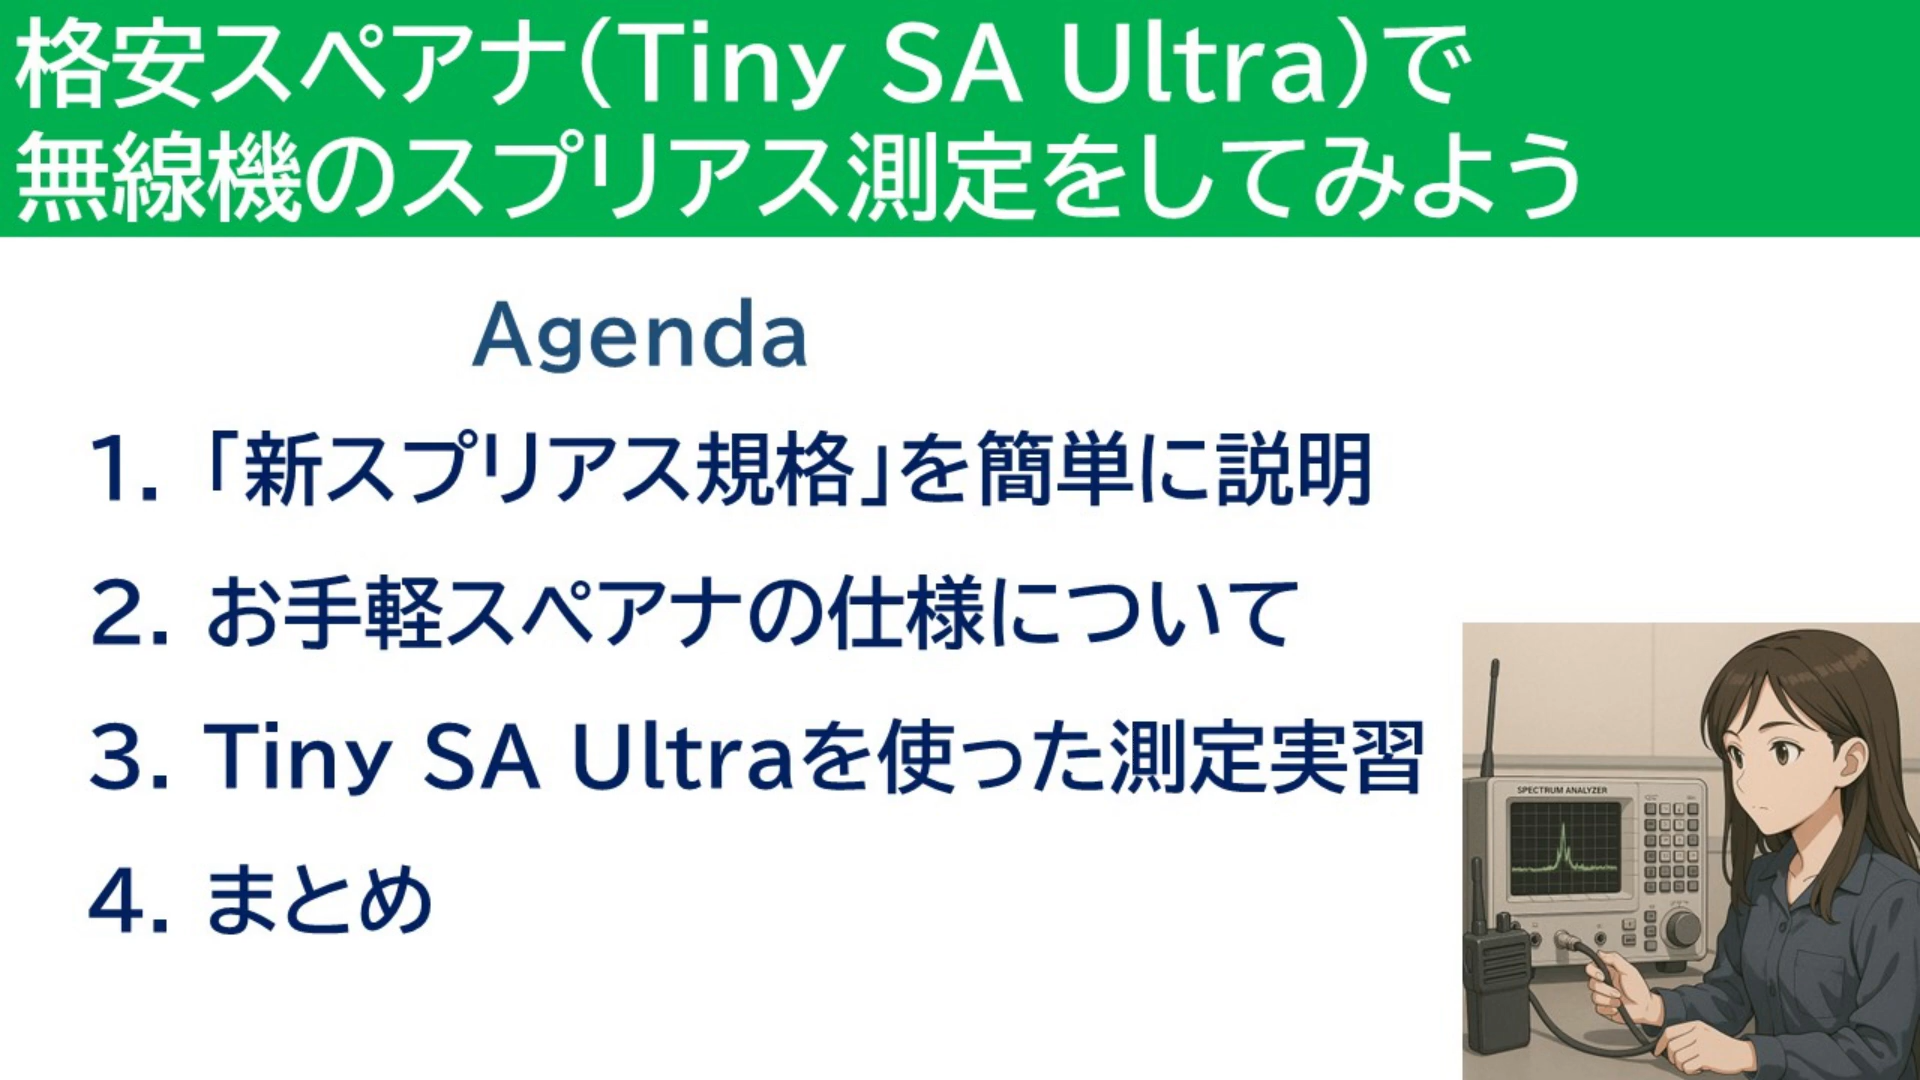 格安スペアナ(Tiny SA Ultra)で
無線機のスプリアス測定をしてみよう
Agenda
1. 「新スプリアス規格」を簡単に説明
2. お手軽スペアナの仕様について
3. Tiny SA Ultraを使った測定実習
4. まとめ
SPECTRUM ANALYZER